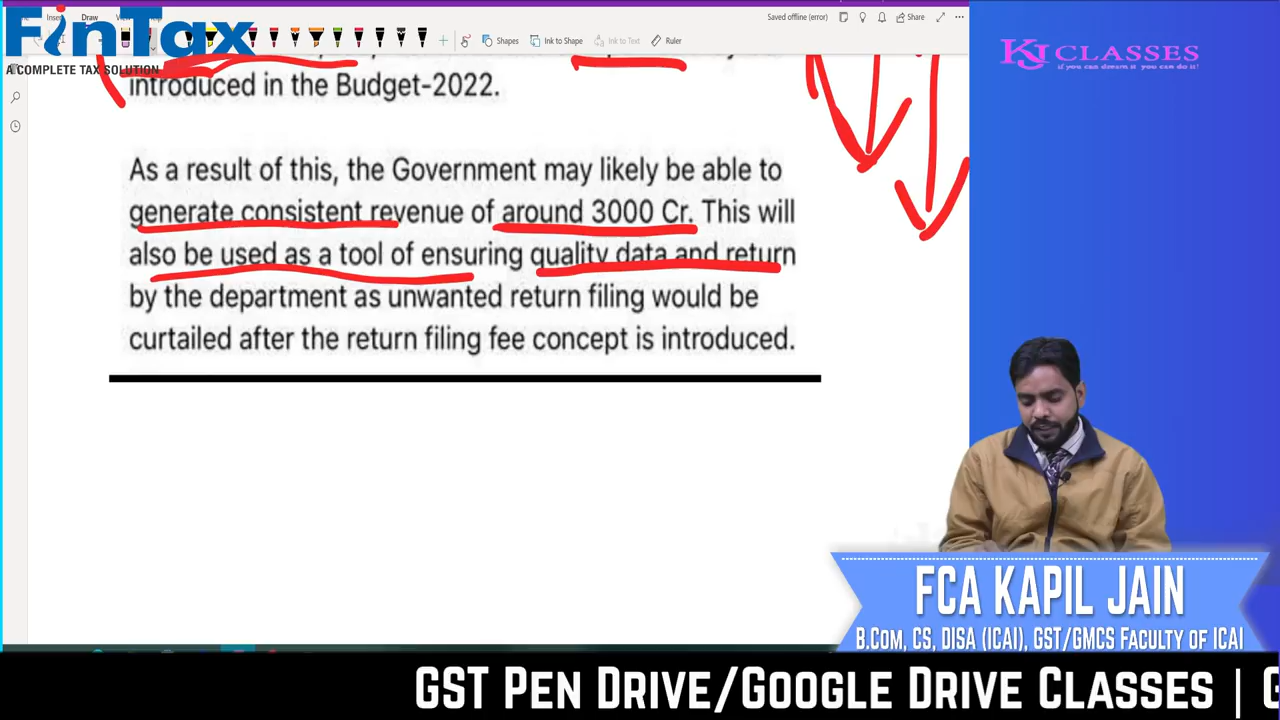 FinTax
A COMPLETE TAX SOLUTION
Draw
Saved offline (error)
Share
Shapes
Ink to Shape
Ink to Text
Ruler
KJ CLASSES
if you can dream it you can do it!
introduced in the Budget-2022.
As a result of this, the Government may likely be able to
generate consistent revenue of around 3000 Cr. This will
also be used as a tool of ensuring quality data and return
by the department as unwanted return filing would be
curtailed after the return filing fee concept is introduced.
FCA KAPIL JAIN
B.COM, CS, DISA (ICAI), GST/GMCS FACULTY OF ICAI
GST PEN DRIVE/GOOGLE DRIVE CLASSES | G